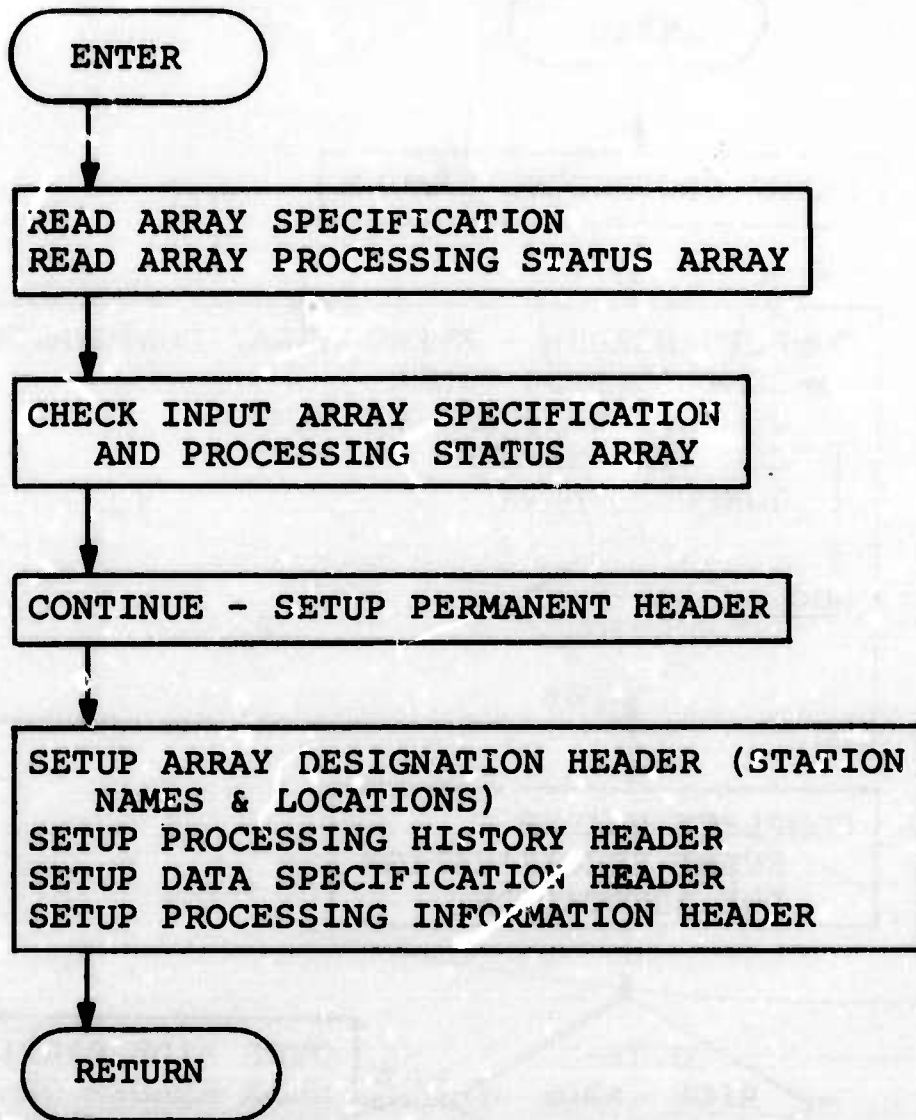 ENTER
READ ARRAY SPECIFICATION
READ ARRAY PROCESSING STATUS ARRAY
CHECK INPUT ARRAY SPECIFICATION
AND PROCESSING STATUS ARRAY
CONTINUE - SETUP PERMANENT HEADER
SETUP ARRAY DESIGNATION HEADER (STATION
NAMES & LOCATIONS)
SETUP PROCESSING HISTORY HEADER
SETUP DATA SPECIFICATION HEADER
SETUP PROCESSING INFORMATION HEADER
RETURN